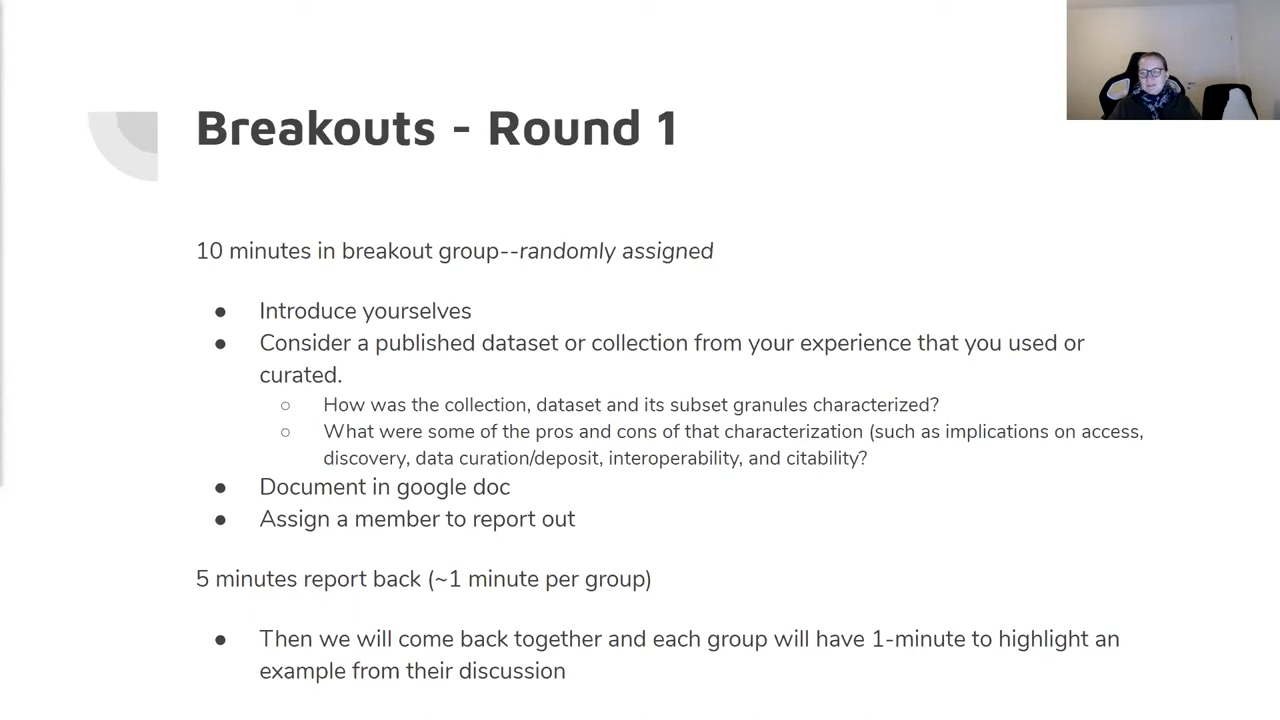 Breakouts - Round 1
10 minutes in breakout group--randomly assigned
● Introduce yourselves
● Consider a published dataset or collection from your experience that you used or
curated.
○ How was the collection, dataset and its subset granules characterized?
○ What were some of the pros and cons of that characterization (such as implications on access,
discovery, data curation/deposit, interoperability, and citability?
● Document in google doc
● Assign a member to report out
5 minutes report back (~1 minute per group)
● Then we will come back together and each group will have 1-minute to highlight an
example from their discussion